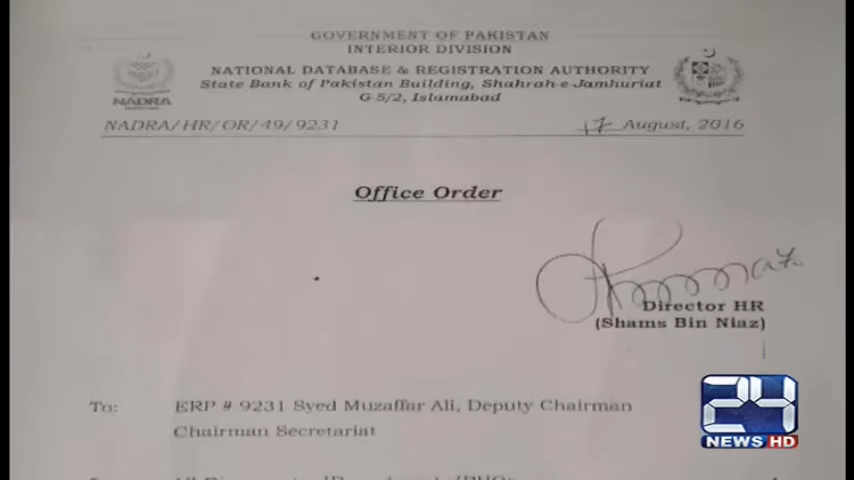 GOVERNMENT OF PAKISTAN
INTERIOR DIVISION
NATIONAL DATABASE & REGISTRATION AUTHORITY
State Bank of Pakistan Building, Shahrah-e-Jamhuriat
G-5/2, Islamabad
NADRA
NADRA/HR/OR/49/9231
17 August, 2016
Office Order
Director HR
(Shams Bin Niaz)
To: ERP # 9231 Syed Muzaffar Ali, Deputy Chairman
Chairman Secretariat
24
NEWS HD